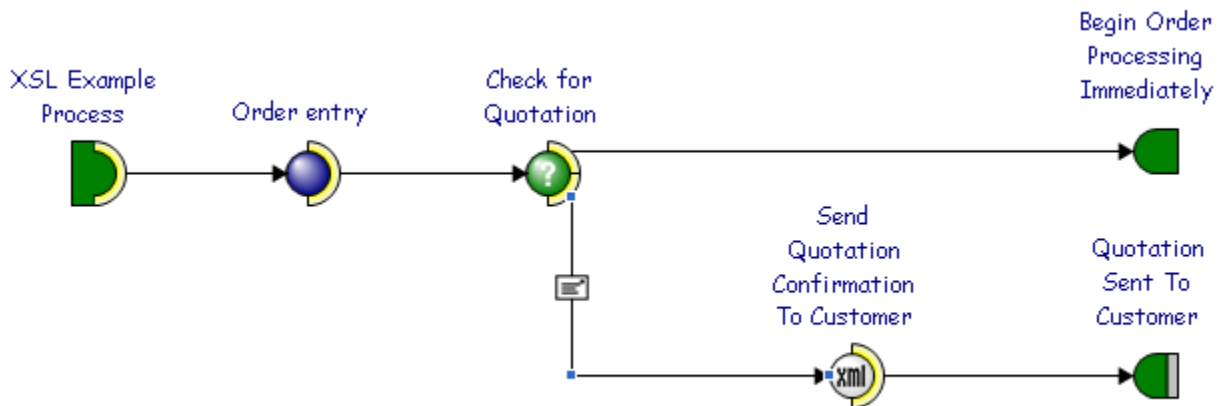 XSL Example
Process
Order entry
Check for
Quotation
?
Begin Order
Processing
Immediately
Send
Quotation
Confirmation
To Customer
xml
Quotation
Sent To
Customer